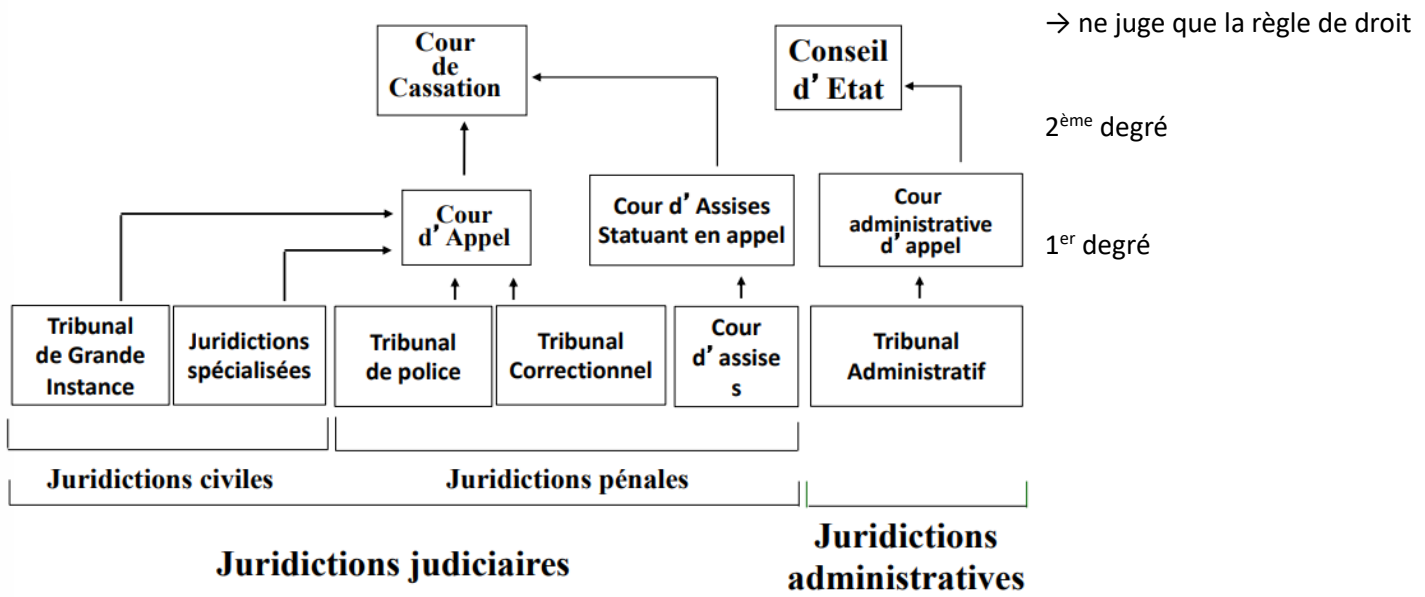 → ne juge que la règle de droit
Cour
de
Cassation
Conseil
d’ Etat
2ème degré
Cour
d’ Appel
Cour d’ Assises
Statuant en appel
Cour
administrative
d’ appel
1er degré
Tribunal
de Grande
Instance
Juridictions
spécialisées
Tribunal
de police
Tribunal
Correctionnel
Cour
d’ assise
s
Tribunal
Administratif
Juridictions civiles
Juridictions pénales
Juridictions judiciaires
Juridictions
administratives